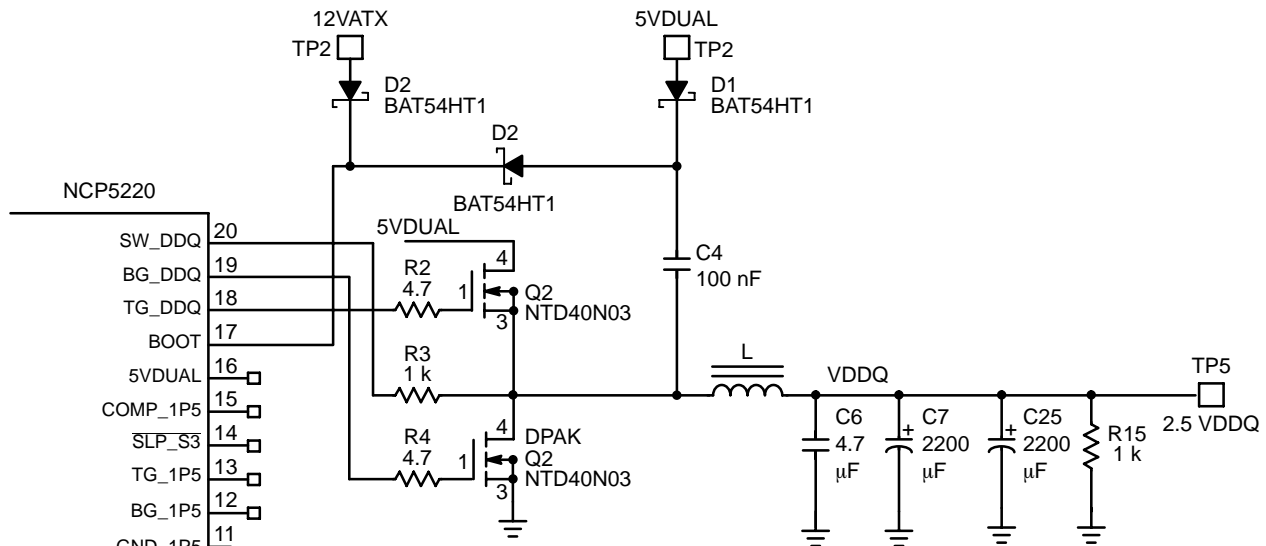 12VATX
TP2
5VDUAL
TP2
D2
BAT54HT1
D1
BAT54HT1
D2
BAT54HT1
NCP5220
5VDUAL
SW_DDQ 20
BG_DDQ 19
TG_DDQ 18
BOOT 17
5VDUAL 16
COMP_1P5 15
SLP_S3 14
TG_1P5 13
BG_1P5 12
GND_1P5 11
R2
4.7
4
1
3
Q2
NTD40N03
C4
100 nF
R3
1 k
R4
4.7
4
1
3
DPAK
Q2
NTD40N03
L
VDDQ
TP5
2.5 VDDQ
C6
4.7
μF
+
C7
2200
μF
+
C25
2200
μF
R15
1 k